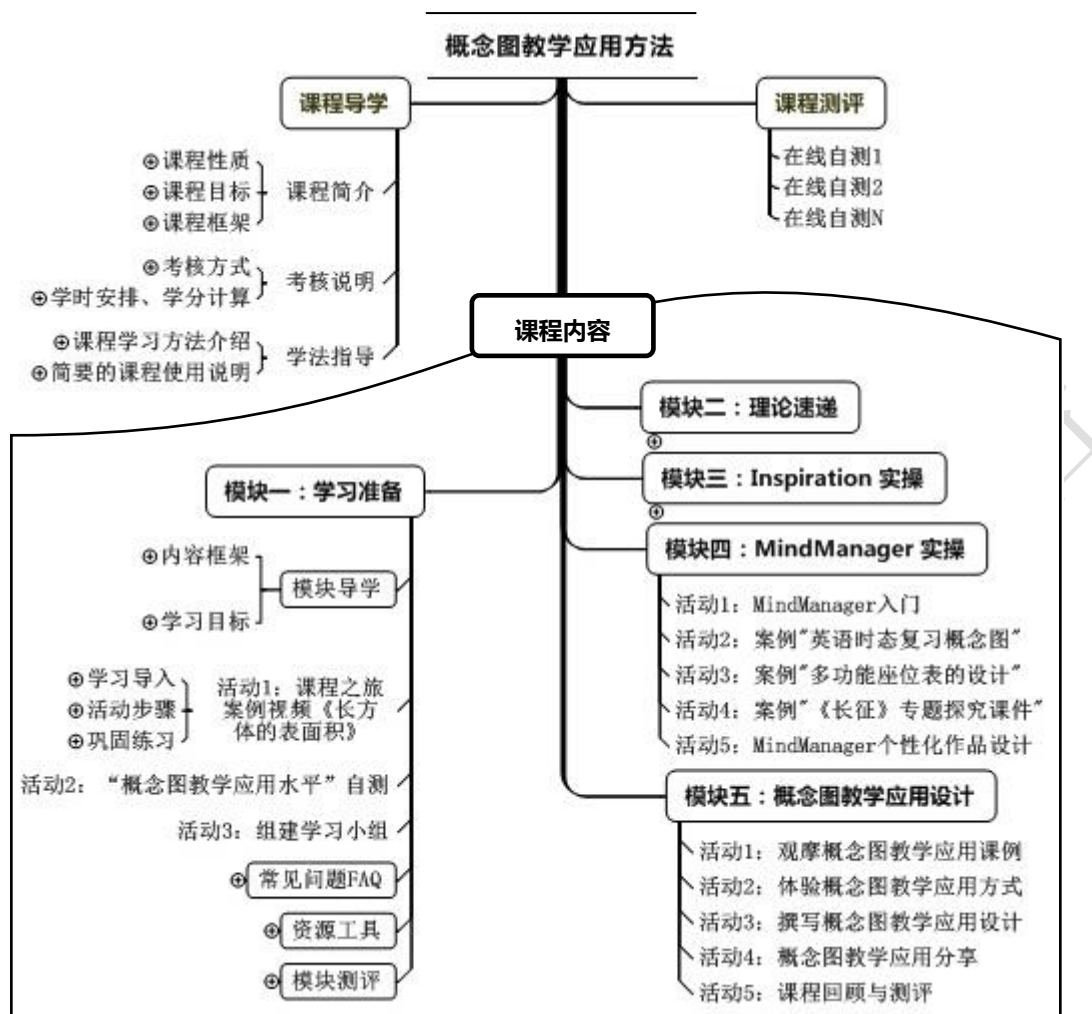 概念图教学应用方法
课程导学
⊕课程性质
⊕课程目标
⊕课程框架
课程简介
⊕考核方式
⊕学时安排、学分计算
考核说明
⊕课程学习方法介绍
⊕简要的课程使用说明
学法指导
课程测评
在线自测1
在线自测2
在线自测N
课程内容
模块一：学习准备
⊕内容框架
⊕学习目标
模块导学
⊕学习导入
⊕活动步骤
⊕巩固练习
活动1：课程之旅
案例视频《长方
体的表面积》
活动2：“概念图教学应用水平”自测
活动3：组建学习小组
⊕常见问题FAQ
⊕资源工具
⊕模块测评
模块二：理论速递
⊕
模块三：Inspiration 实操
⊕
模块四：MindManager 实操
活动1：MindManager入门
活动2：案例"英语时态复习概念图"
活动3：案例"多功能座位表的设计"
活动4：案例"《长征》专题探究课件"
活动5：MindManager个性化作品设计
模块五：概念图教学应用设计
活动1：观摩概念图教学应用课例
活动2：体验概念图教学应用方式
活动3：撰写概念图教学应用设计
活动4：概念图教学应用分享
活动5：课程回顾与测评